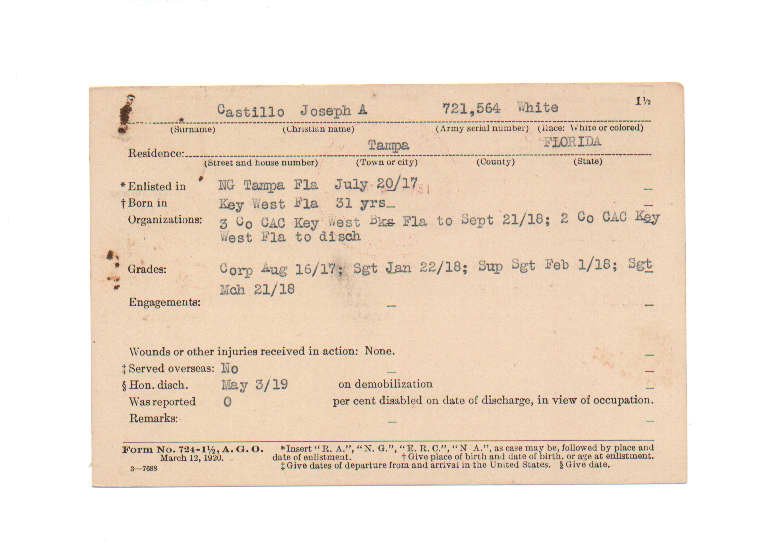 Castillo Joseph A 721,564 White 1½
(Surname) (Christian name) (Army serial number) (Race: White or colored)
Residence: Tampa FLORIDA
(Street and house number) (Town or city) (County) (State)
*Enlisted in NG Tampa Fla July 20/17
†Born in Key West Fla 31 yrs
Organizations: 3 Co CAC Key West Bks Fla to Sept 21/18; 2 Co CAC Key
West Fla to disch
Grades: Corp Aug 16/17; Sgt Jan 22/18; Sup Sgt Feb 1/18; Sgt
Mch 21/18
Engagements: —
Wounds or other injuries received in action: None.
‡Served overseas: No
§Hon. disch. May 3/19 on demobilization
Was reported 0 per cent disabled on date of discharge, in view of occupation.
Remarks: —
Form No. 724-1½, A. G. O. *Insert "R. A.", "N. G.", "E. R. C.", "N. A.", as case may be, followed by place and
March 12, 1920. date of enlistment. †Give place of birth and date of birth, or age at enlistment.
3—7688 ‡Give dates of departure from and arrival in the United States. §Give date.